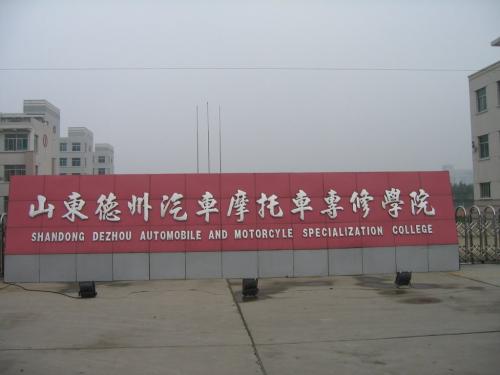 山東德州汽車摩托車專修學院
SHANDONG DEZHOU AUTOMOBILE AND MOTORCYLE SPECIALIZATION COLLEGE